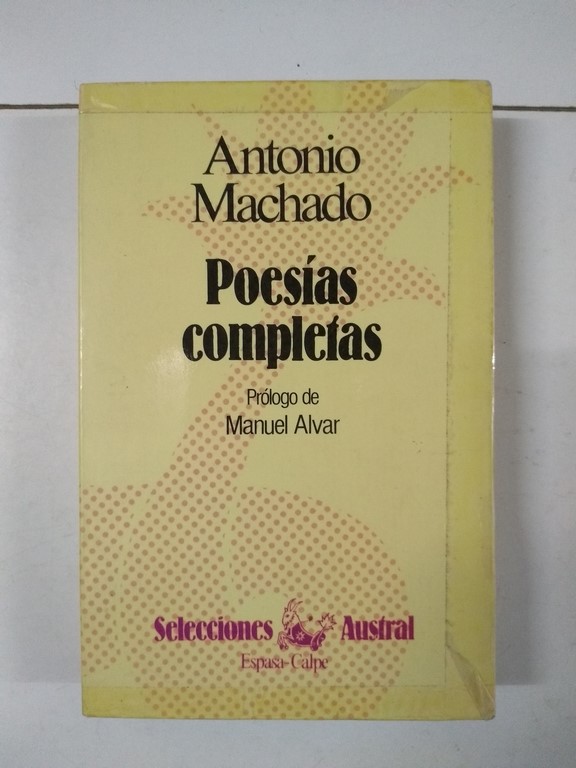 Antonio
Machado
Poesías
completas
Prólogo de
Manuel Alvar
Selecciones Austral
Espasa-Calpe